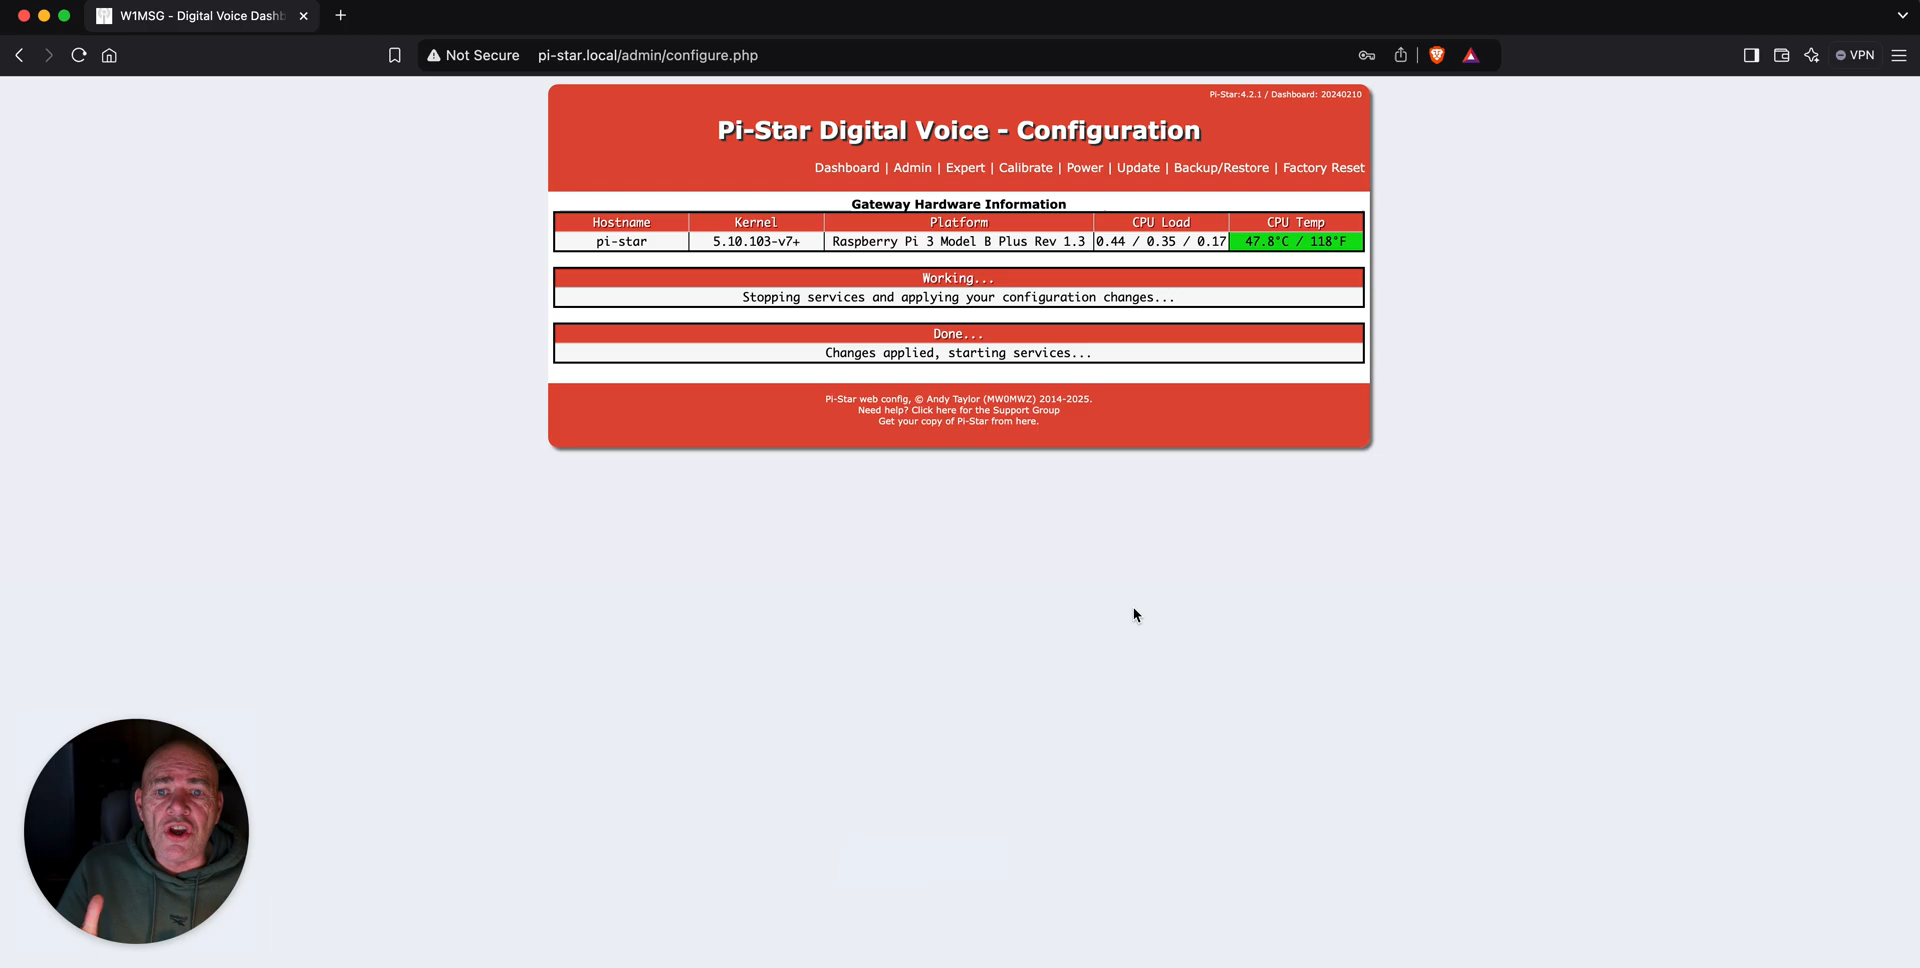 W1MSG - Digital Voice Dashb
Not Secure pi-star.local/admin/configure.php
VPN
Pi-Star:4.2.1 / Dashboard: 20240210
Pi-Star Digital Voice - Configuration
Dashboard | Admin | Expert | Calibrate | Power | Update | Backup/Restore | Factory Reset
Gateway Hardware Information
Hostname Kernel Platform CPU Load CPU Temp
pi-star 5.10.103-v7+ Raspberry Pi 3 Model B Plus Rev 1.3 0.44 / 0.35 / 0.17 47.8°C / 118°F
Working...
Stopping services and applying your configuration changes...
Done...
Changes applied, starting services...
Pi-Star web config, © Andy Taylor (MW0MWZ) 2014-2025.
Need help? Click here for the Support Group
Get your copy of Pi-Star from here.